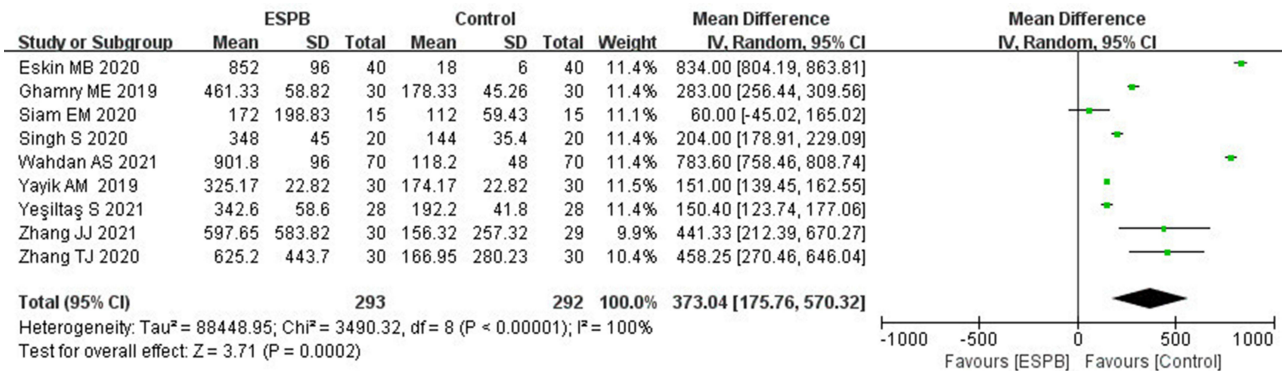 ESPB Control Mean Difference Mean Difference
Study or Subgroup Mean SD Total Mean SD Total Weight IV, Random, 95% CI IV, Random, 95% CI
Eskin MB 2020 852 96 40 18 6 40 11.4% 834.00 [804.19, 863.81]
Ghamry ME 2019 461.33 58.82 30 178.33 45.26 30 11.4% 283.00 [256.44, 309.56]
Siam EM 2020 172 198.83 15 112 59.43 15 11.1% 60.00 [-45.02, 165.02]
Singh S 2020 348 45 20 144 35.4 20 11.4% 204.00 [178.91, 229.09]
Wahdan AS 2021 901.8 96 70 118.2 48 70 11.4% 783.60 [758.46, 808.74]
Yayik AM 2019 325.17 22.82 30 174.17 22.82 30 11.5% 151.00 [139.45, 162.55]
Yeşiltaş S 2021 342.6 58.6 28 192.2 41.8 28 11.4% 150.40 [123.74, 177.06]
Zhang JJ 2021 597.65 583.82 30 156.32 257.32 29 9.9% 441.33 [212.39, 670.27]
Zhang TJ 2020 625.2 443.7 30 166.95 280.23 30 10.4% 458.25 [270.46, 646.04]
Total (95% CI) 293 292 100.0% 373.04 [175.76, 570.32]
Heterogeneity: Tau² = 88448.95; Chi² = 3490.32, df = 8 (P < 0.00001); I² = 100%
Test for overall effect: Z = 3.71 (P = 0.0002)
-1000 -500 0 500 1000
Favours [ESPB] Favours [Control]